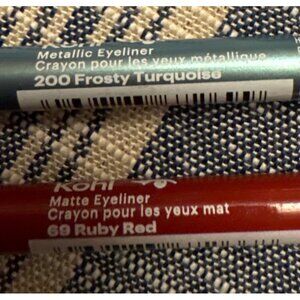 Metallic Eyeliner
Crayon pour les yeux métallique
200 Frosty Turquoise
Kohl
Matte Eyeliner
Crayon pour les yeux mat
69 Ruby Red